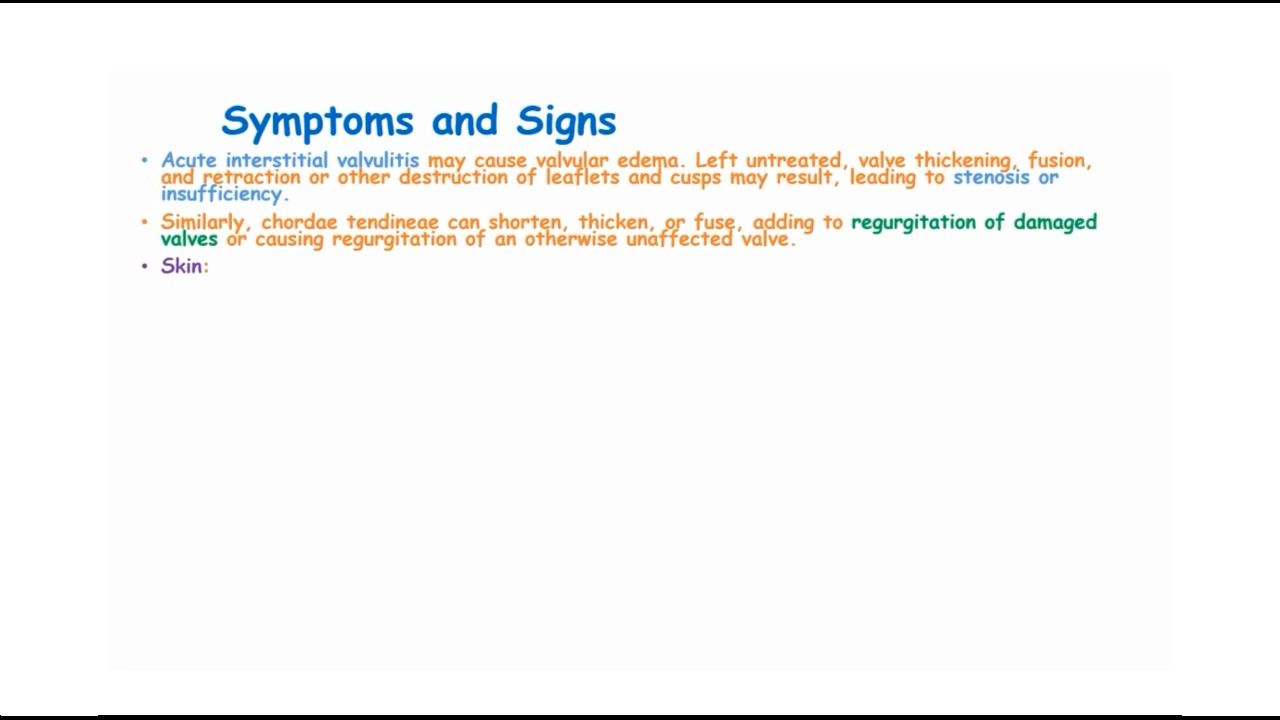 Symptoms and Signs
• Acute interstitial valvulitis may cause valvular edema. Left untreated, valve thickening, fusion,
and retraction or other destruction of leaflets and cusps may result, leading to stenosis or
insufficiency.
• Similarly, chordae tendineae can shorten, thicken, or fuse, adding to regurgitation of damaged
valves or causing regurgitation of an otherwise unaffected valve.
• Skin: